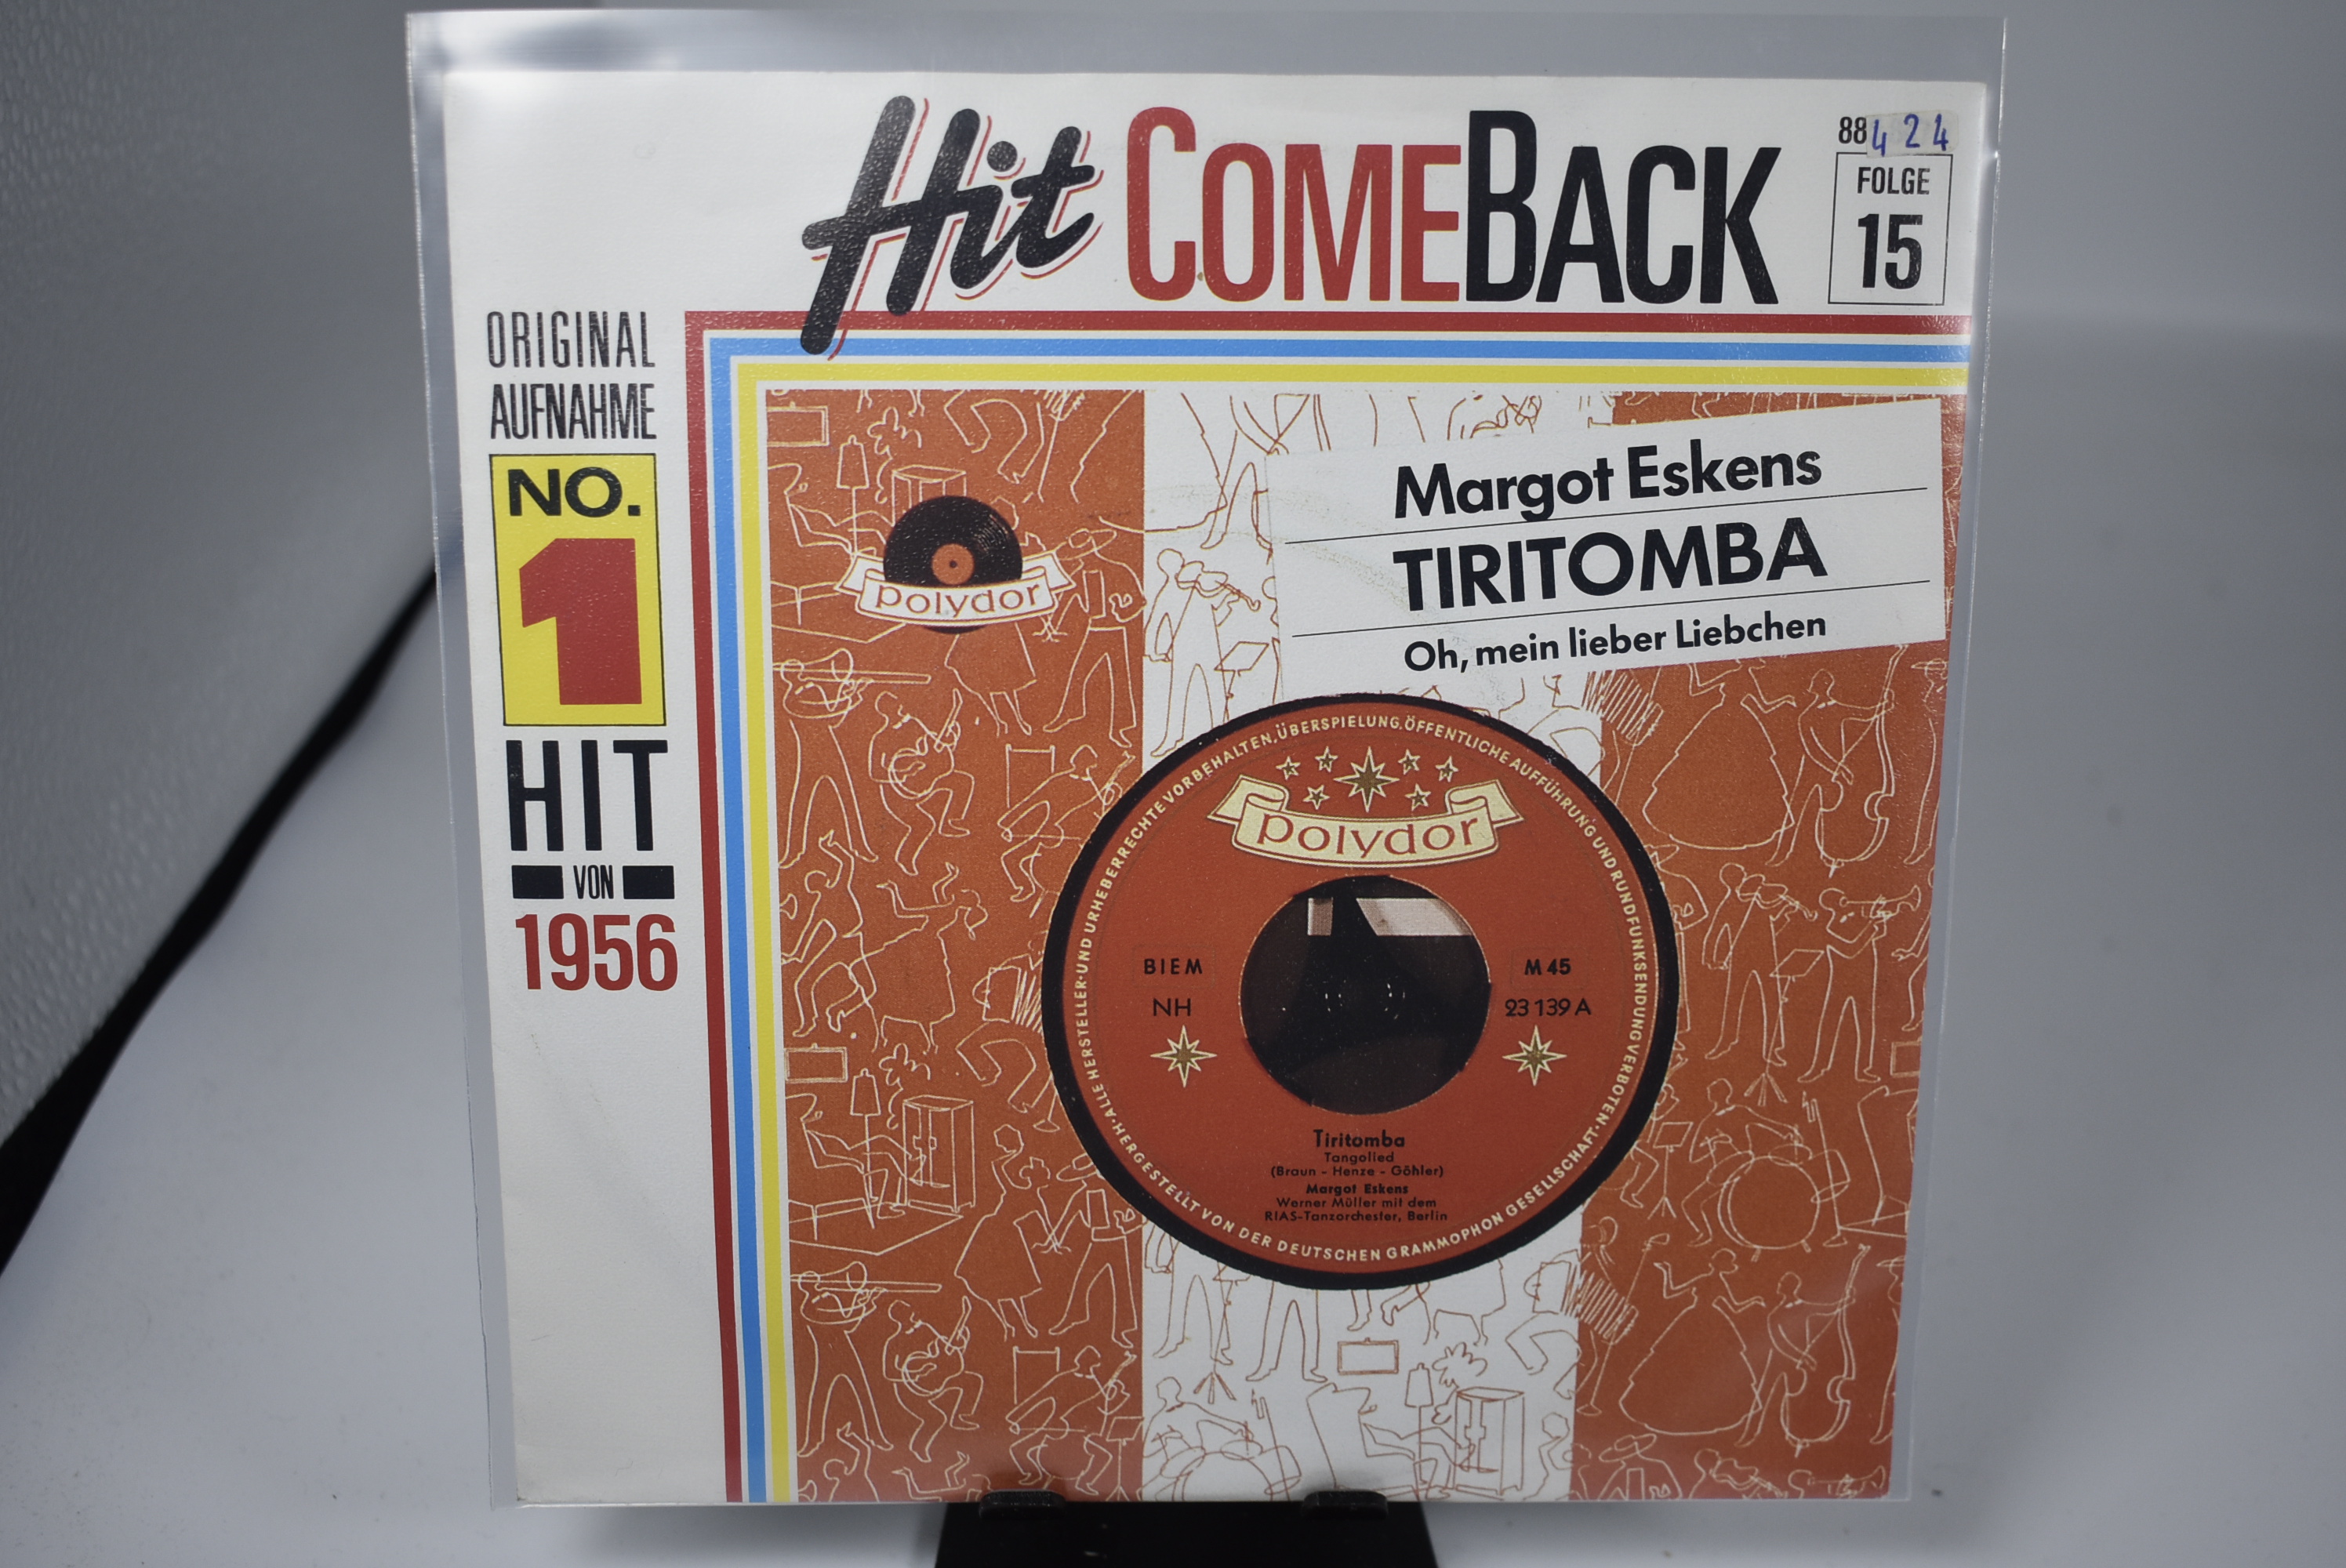 Hit COMEBACK
88424
FOLGE
15
ORIGINAL
AUFNAHME
NO.
1
HIT
VON
1956
polydor
Margot Eskens
TIRITOMBA
Oh, mein lieber Liebchen
HERGESTELLT VON DER DEUTSCHEN GRAMMOPHON GESELLSCHAFT · ALLE HERSTELLER- UND URHEBERRECHTE VORBEHALTEN, ÜBERSPIELUNG, ÖFFENTLICHE AUFFÜHRUNG UND RUNDFUNKSENDUNG VERBOTEN
polydor
BIEM
NH
M 45
23 139 A
Tiritomba
Tangolied
(Braun - Henze - Göhler)
Margot Eskens
Werner Müller mit dem
RIAS-Tanzorchester, Berlin